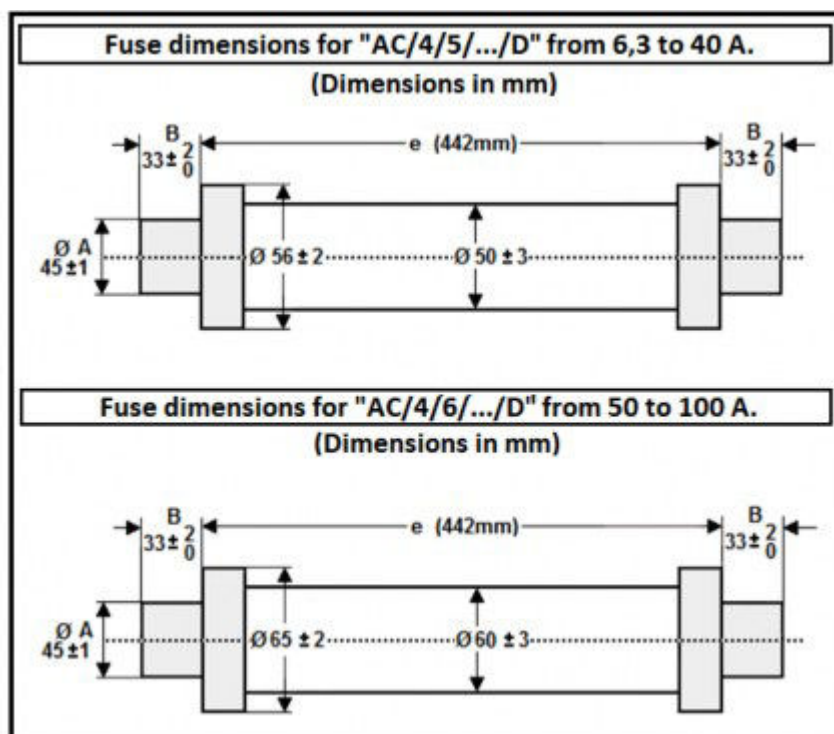 Fuse dimensions for "AC/4/5/.../D" from 6,3 to 40 A.
(Dimensions in mm)
B
33± 2 0
e (442mm)
B
33± 2 0
Ø A
45±1
Ø 56 ± 2
Ø 50 ± 3
Fuse dimensions for "AC/4/6/.../D" from 50 to 100 A.
(Dimensions in mm)
B
33± 2 0
e (442mm)
B
33± 2 0
Ø A
45±1
Ø 65 ± 2
Ø 60 ± 3